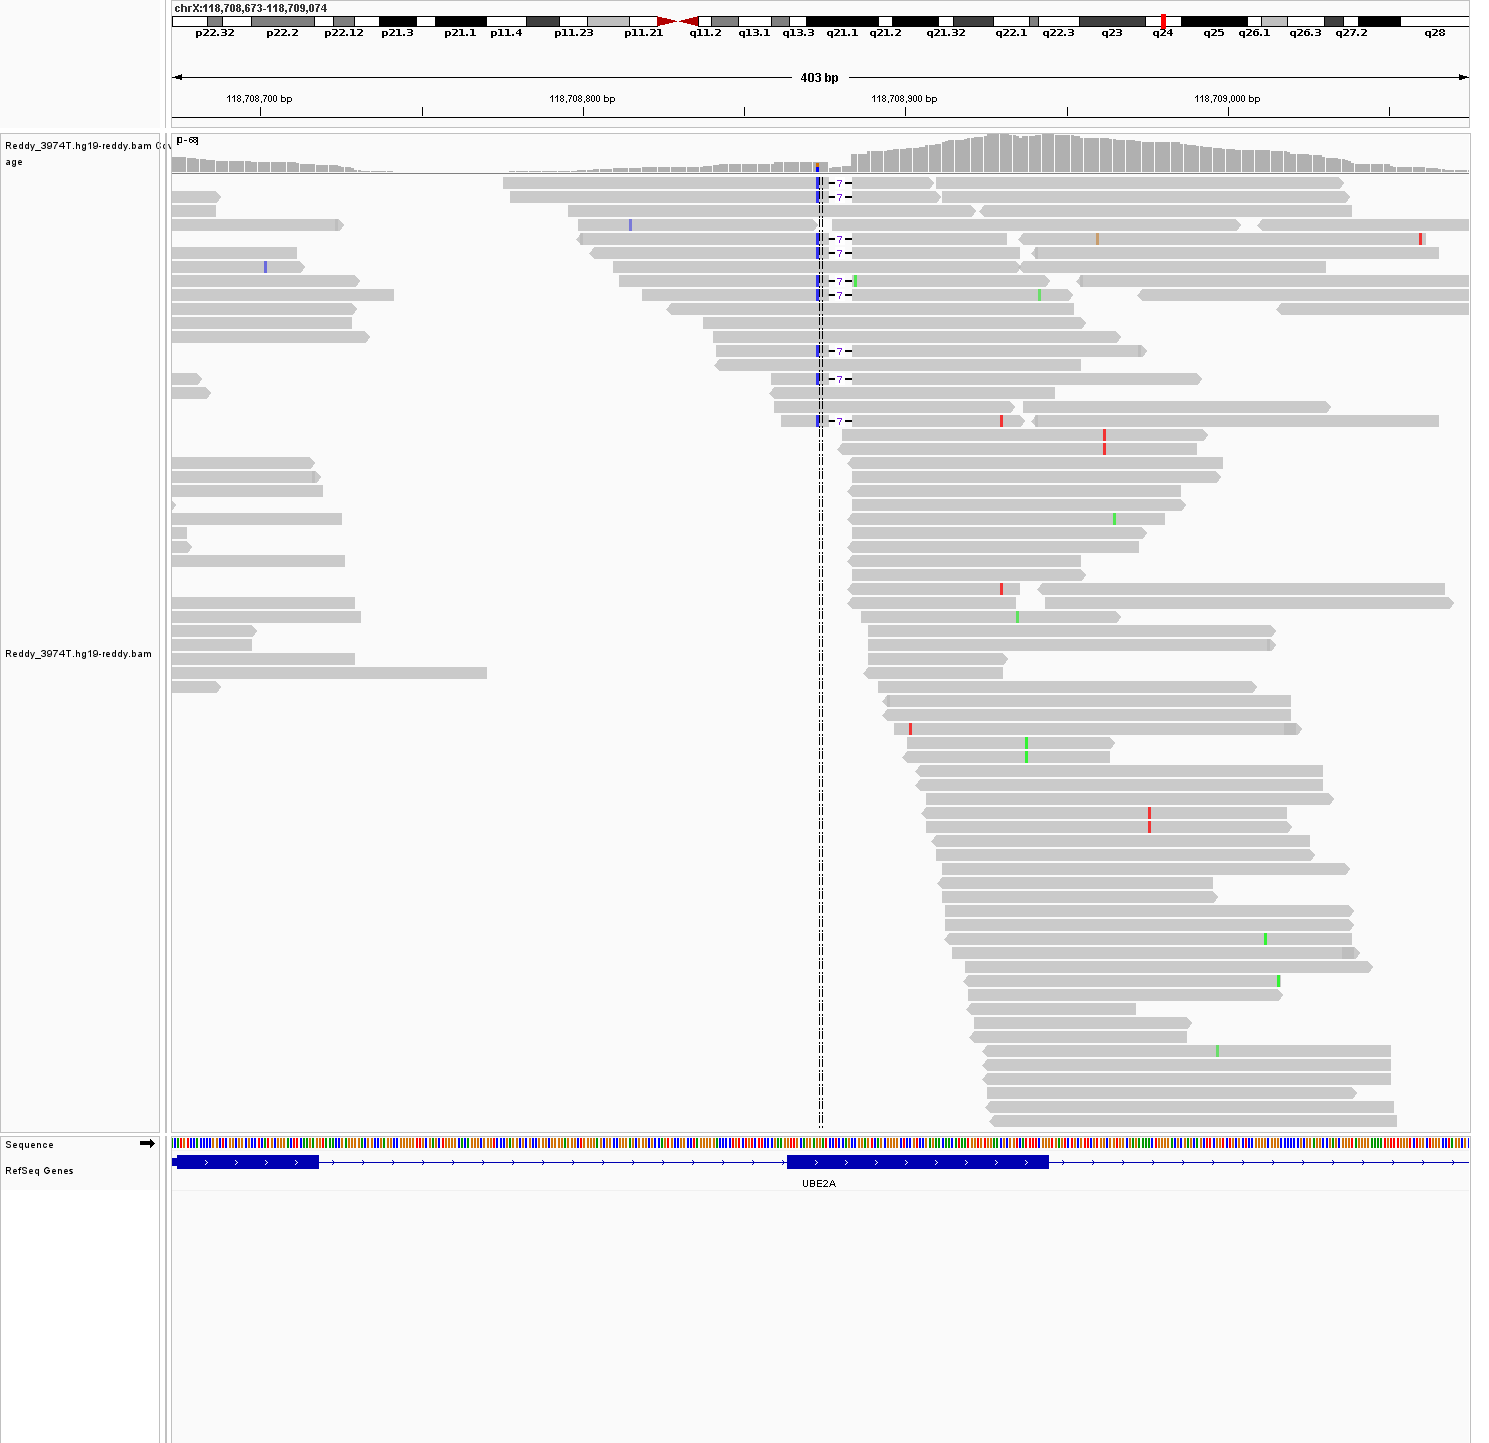 chrX:118,708,673-118,709,074
p22.32 p22.2 p22.12 p21.3 p21.1 p11.4 p11.23 p11.21 q11.2 q13.1 q13.3 q21.1 q21.2 q21.32 q22.1 q22.3 q23 q24 q25 q26.1 q26.3 q27.2 q28
403 bp
118,708,700 bp 118,708,800 bp 118,708,900 bp 118,709,000 bp
[0-68]
Reddy_3974T.hg19-reddy.bam Cov
age
7
7
7
7
7
7
7
7
7
Reddy_3974T.hg19-reddy.bam
Sequence
RefSeq Genes
UBE2A